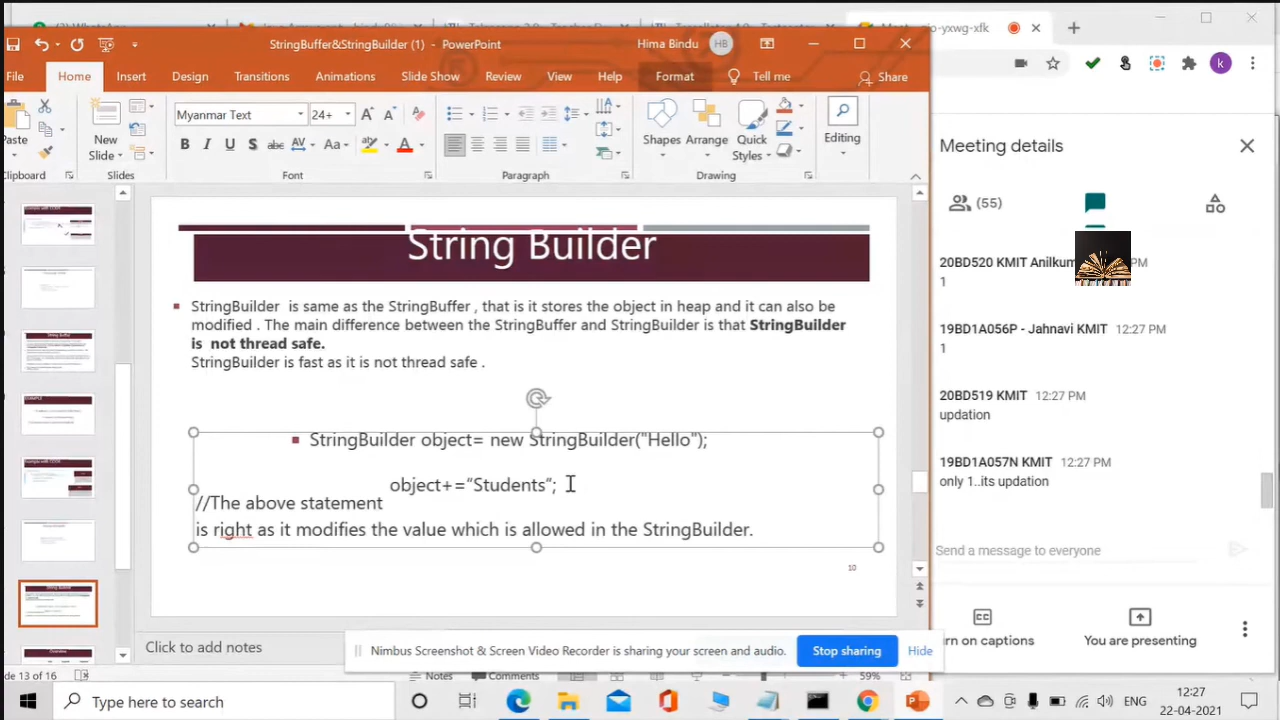 StringBuffer&StringBuilder (1) - PowerPoint
Hima Bindu
HB
-yxwg-xfk
File
Home
Insert
Design
Transitions
Animations
Slide Show
Review
View
Help
Format
Tell me
Share
Paste
New
Slide
Myanmar Text
24+
Shapes
Arrange
Quick
Styles
Editing
Clipboard
Slides
Font
Paragraph
Drawing
k
Meeting details
(55)
20BD520 KMIT Anilkum
PM
1
19BD1A056P - Jahnavi KMIT 12:27 PM
1
20BD519 KMIT 12:27 PM
updation
19BD1A057N KMIT 12:27 PM
only 1..its updation
Send a message to everyone
rn on captions
You are presenting
String Builder
StringBuilder is same as the StringBuffer , that is it stores the object in heap and it can also be
modified . The main difference between the StringBuffer and StringBuilder is that StringBuilder
is not thread safe.
StringBuilder is fast as it is not thread safe .
StringBuilder object= new StringBuilder("Hello");
object+=“Students”;
//The above statement
is right as it modifies the value which is allowed in the StringBuilder.
10
Click to add notes
Nimbus Screenshot & Screen Video Recorder is sharing your screen and audio.
Stop sharing
Hide
de 13 of 16
Notes
Comments
59%
Type here to search
ENG
12:27
22-04-2021